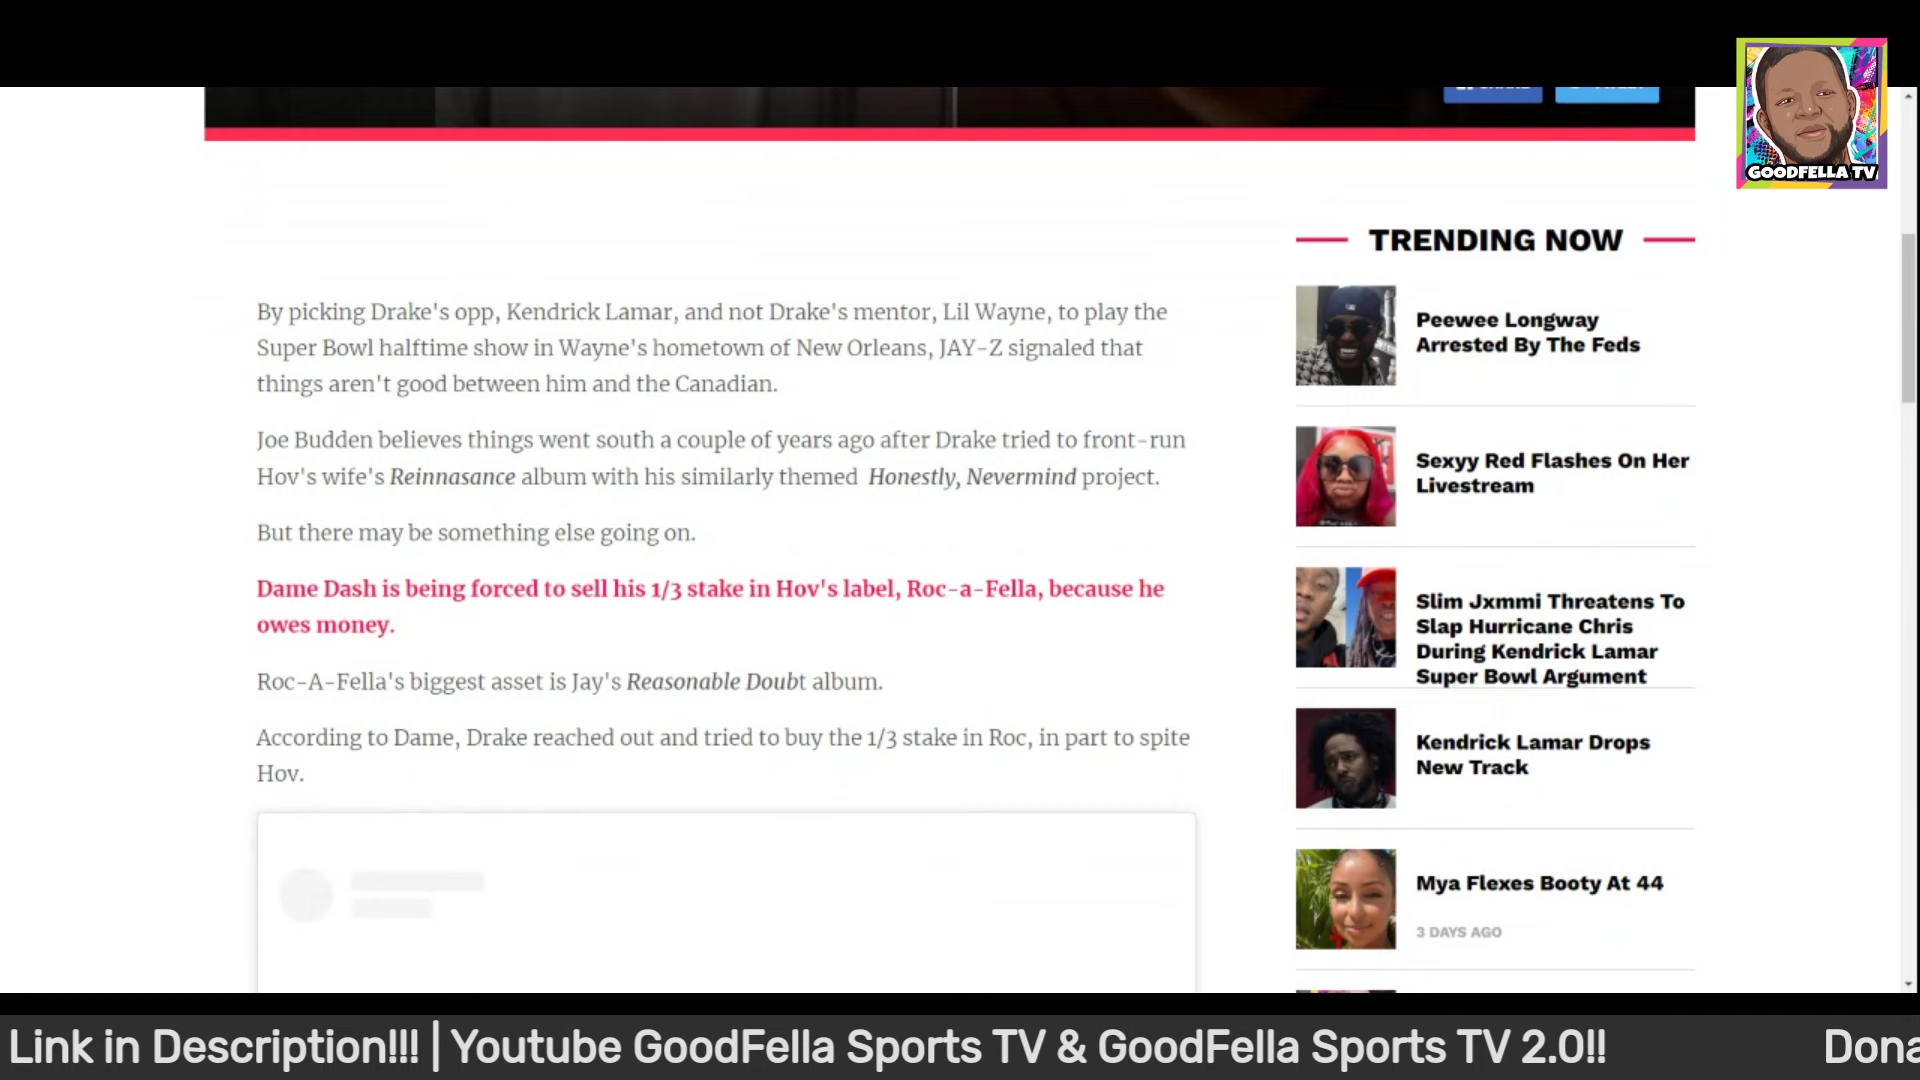 GOODFELLA TV
TRENDING NOW
By picking Drake's opp, Kendrick Lamar, and not Drake's mentor, Lil Wayne, to play the
Super Bowl halftime show in Wayne's hometown of New Orleans, JAY-Z signaled that
things aren't good between him and the Canadian.
Joe Budden believes things went south a couple of years ago after Drake tried to front-run
Hov's wife's Reinnasance album with his similarly themed Honestly, Nevermind project.
But there may be something else going on.
Dame Dash is being forced to sell his 1/3 stake in Hov's label, Roc-a-Fella, because he
owes money.
Roc-A-Fella's biggest asset is Jay's Reasonable Doubt album.
According to Dame, Drake reached out and tried to buy the 1/3 stake in Roc, in part to spite
Hov.
Peewee Longway
Arrested By The Feds
Sexyy Red Flashes On Her
Livestream
Slim Jxmmi Threatens To
Slap Hurricane Chris
During Kendrick Lamar
Super Bowl Argument
Kendrick Lamar Drops
New Track
Mya Flexes Booty At 44
3 DAYS AGO
Link in Description!!! | Youtube GoodFella Sports TV & GoodFella Sports TV 2.0!! Dona